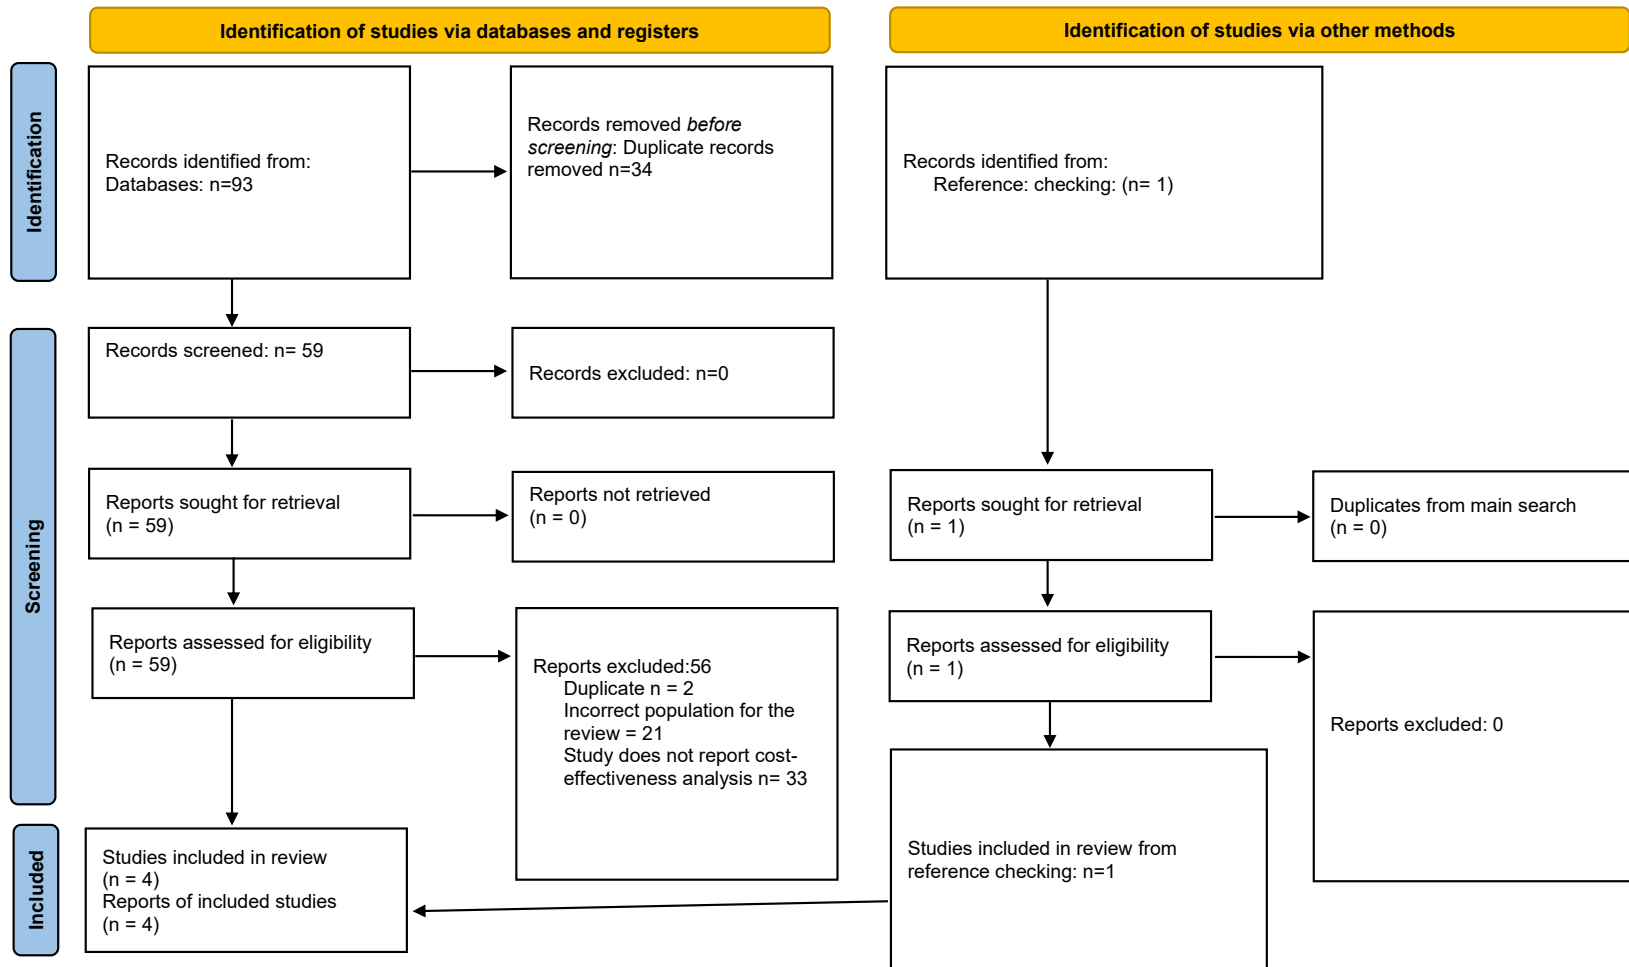 Identification of studies via databases and registers
Identification of studies via other methods
Identification
Records identified from:
Databases: n=93
Records removed before
screening: Duplicate records
removed n=34
Records identified from:
Reference: checking: (n= 1)
Screening
Records screened: n= 59
Records excluded: n=0
Reports sought for retrieval
(n = 59)
Reports not retrieved
(n = 0)
Reports sought for retrieval
(n = 1)
Duplicates from main search
(n = 0)
Reports assessed for eligibility
(n = 59)
Reports excluded:56
Duplicate n = 2
Incorrect population for the
review = 21
Study does not report cost-
effectiveness analysis n= 33
Reports assessed for eligibility
(n = 1)
Reports excluded: 0
Included
Studies included in review
(n = 4)
Reports of included studies
(n = 4)
Studies included in review from
reference checking: n=1